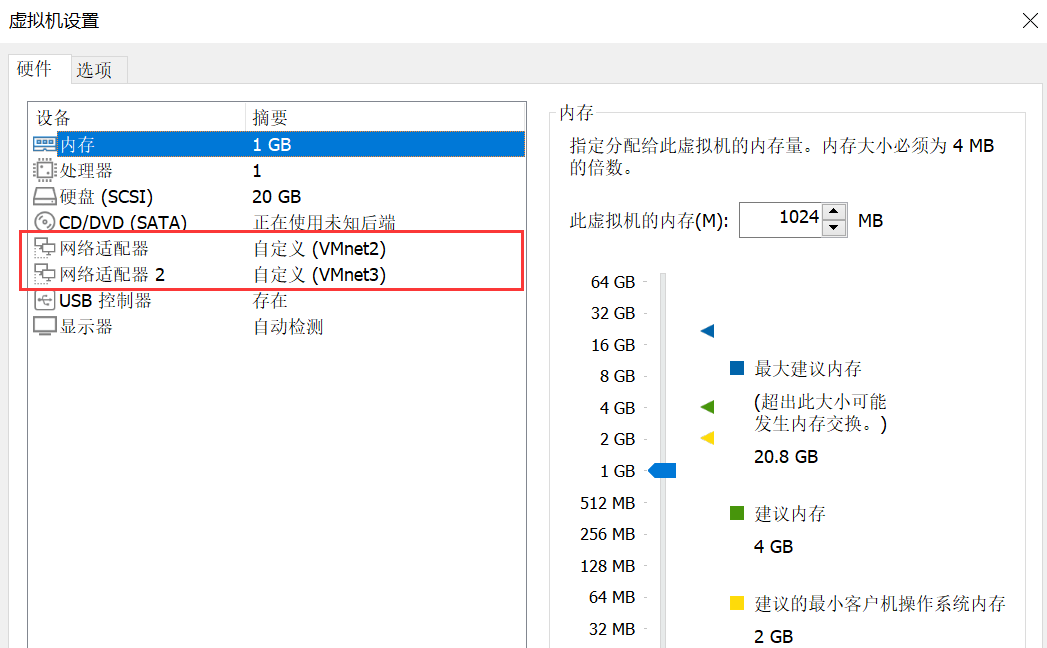 虚拟机设置
硬件 选项
设备 摘要
内存 1 GB
处理器 1
硬盘 (SCSI) 20 GB
CD/DVD (SATA) 正在使用未知后端
网络适配器 自定义 (VMnet2)
网络适配器 2 自定义 (VMnet3)
USB 控制器 存在
显示器 自动检测
内存
指定分配给此虚拟机的内存量。内存大小必须为 4 MB
的倍数。
此虚拟机的内存(M): 1024 MB
64 GB
32 GB
16 GB
8 GB
4 GB
2 GB
1 GB
512 MB
256 MB
128 MB
64 MB
32 MB
最大建议内存
(超出此大小可能
发生内存交换。)
20.8 GB
建议内存
4 GB
建议的最小客户机操作系统内存
2 GB